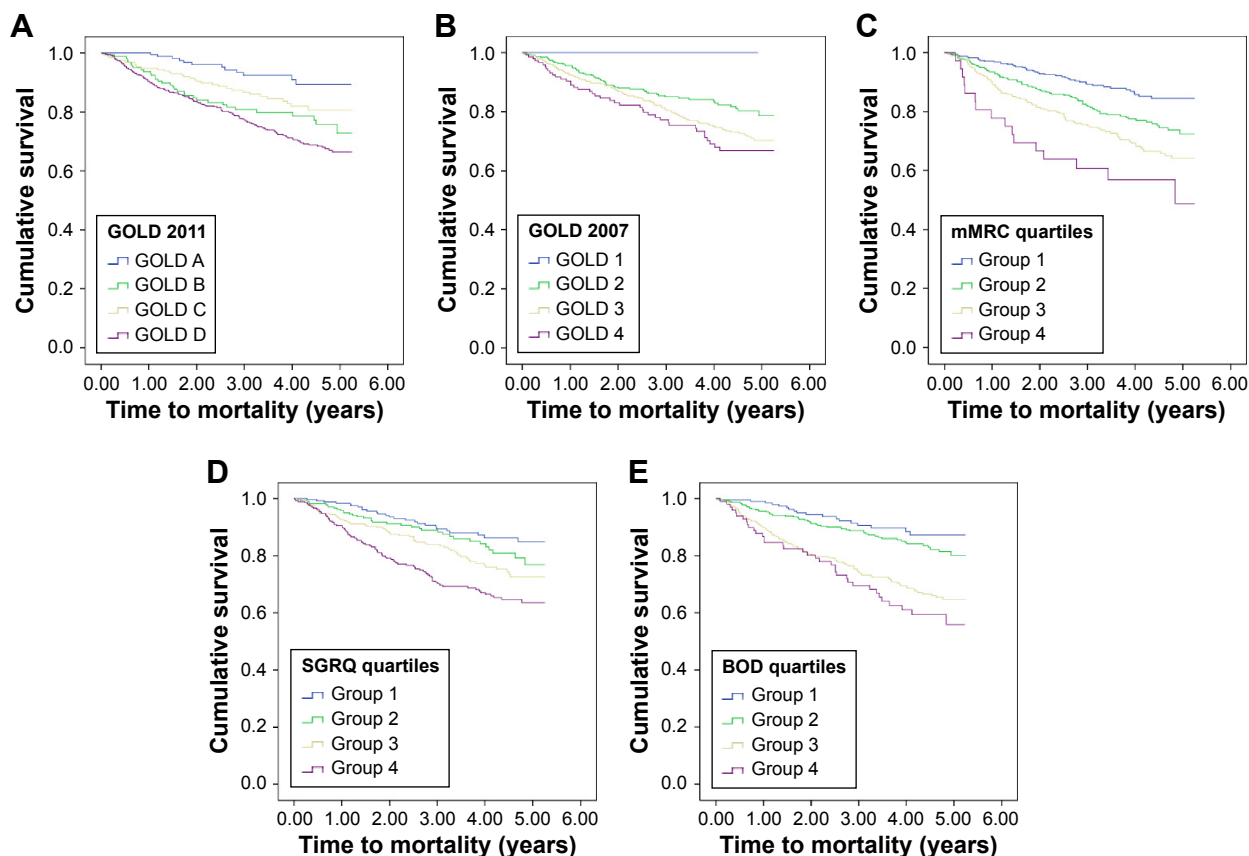 A
Cumulative survival
1.0
0.8
0.6
0.4
0.2
0.0
GOLD 2011
GOLD A
GOLD B
GOLD C
GOLD D
0.00 1.00 2.00 3.00 4.00 5.00 6.00
Time to mortality (years)
B
Cumulative survival
1.0
0.8
0.6
0.4
0.2
0.0
GOLD 2007
GOLD 1
GOLD 2
GOLD 3
GOLD 4
0.00 1.00 2.00 3.00 4.00 5.00 6.00
Time to mortality (years)
C
Cumulative survival
1.0
0.8
0.6
0.4
0.2
0.0
mMRC quartiles
Group 1
Group 2
Group 3
Group 4
0.00 1.00 2.00 3.00 4.00 5.00 6.00
Time to mortality (years)
D
Cumulative survival
1.0
0.8
0.6
0.4
0.2
0.0
SGRQ quartiles
Group 1
Group 2
Group 3
Group 4
0.00 1.00 2.00 3.00 4.00 5.00 6.00
Time to mortality (years)
E
Cumulative survival
1.0
0.8
0.6
0.4
0.2
0.0
BOD quartiles
Group 1
Group 2
Group 3
Group 4
0.00 1.00 2.00 3.00 4.00 5.00 6.00
Time to mortality (years)